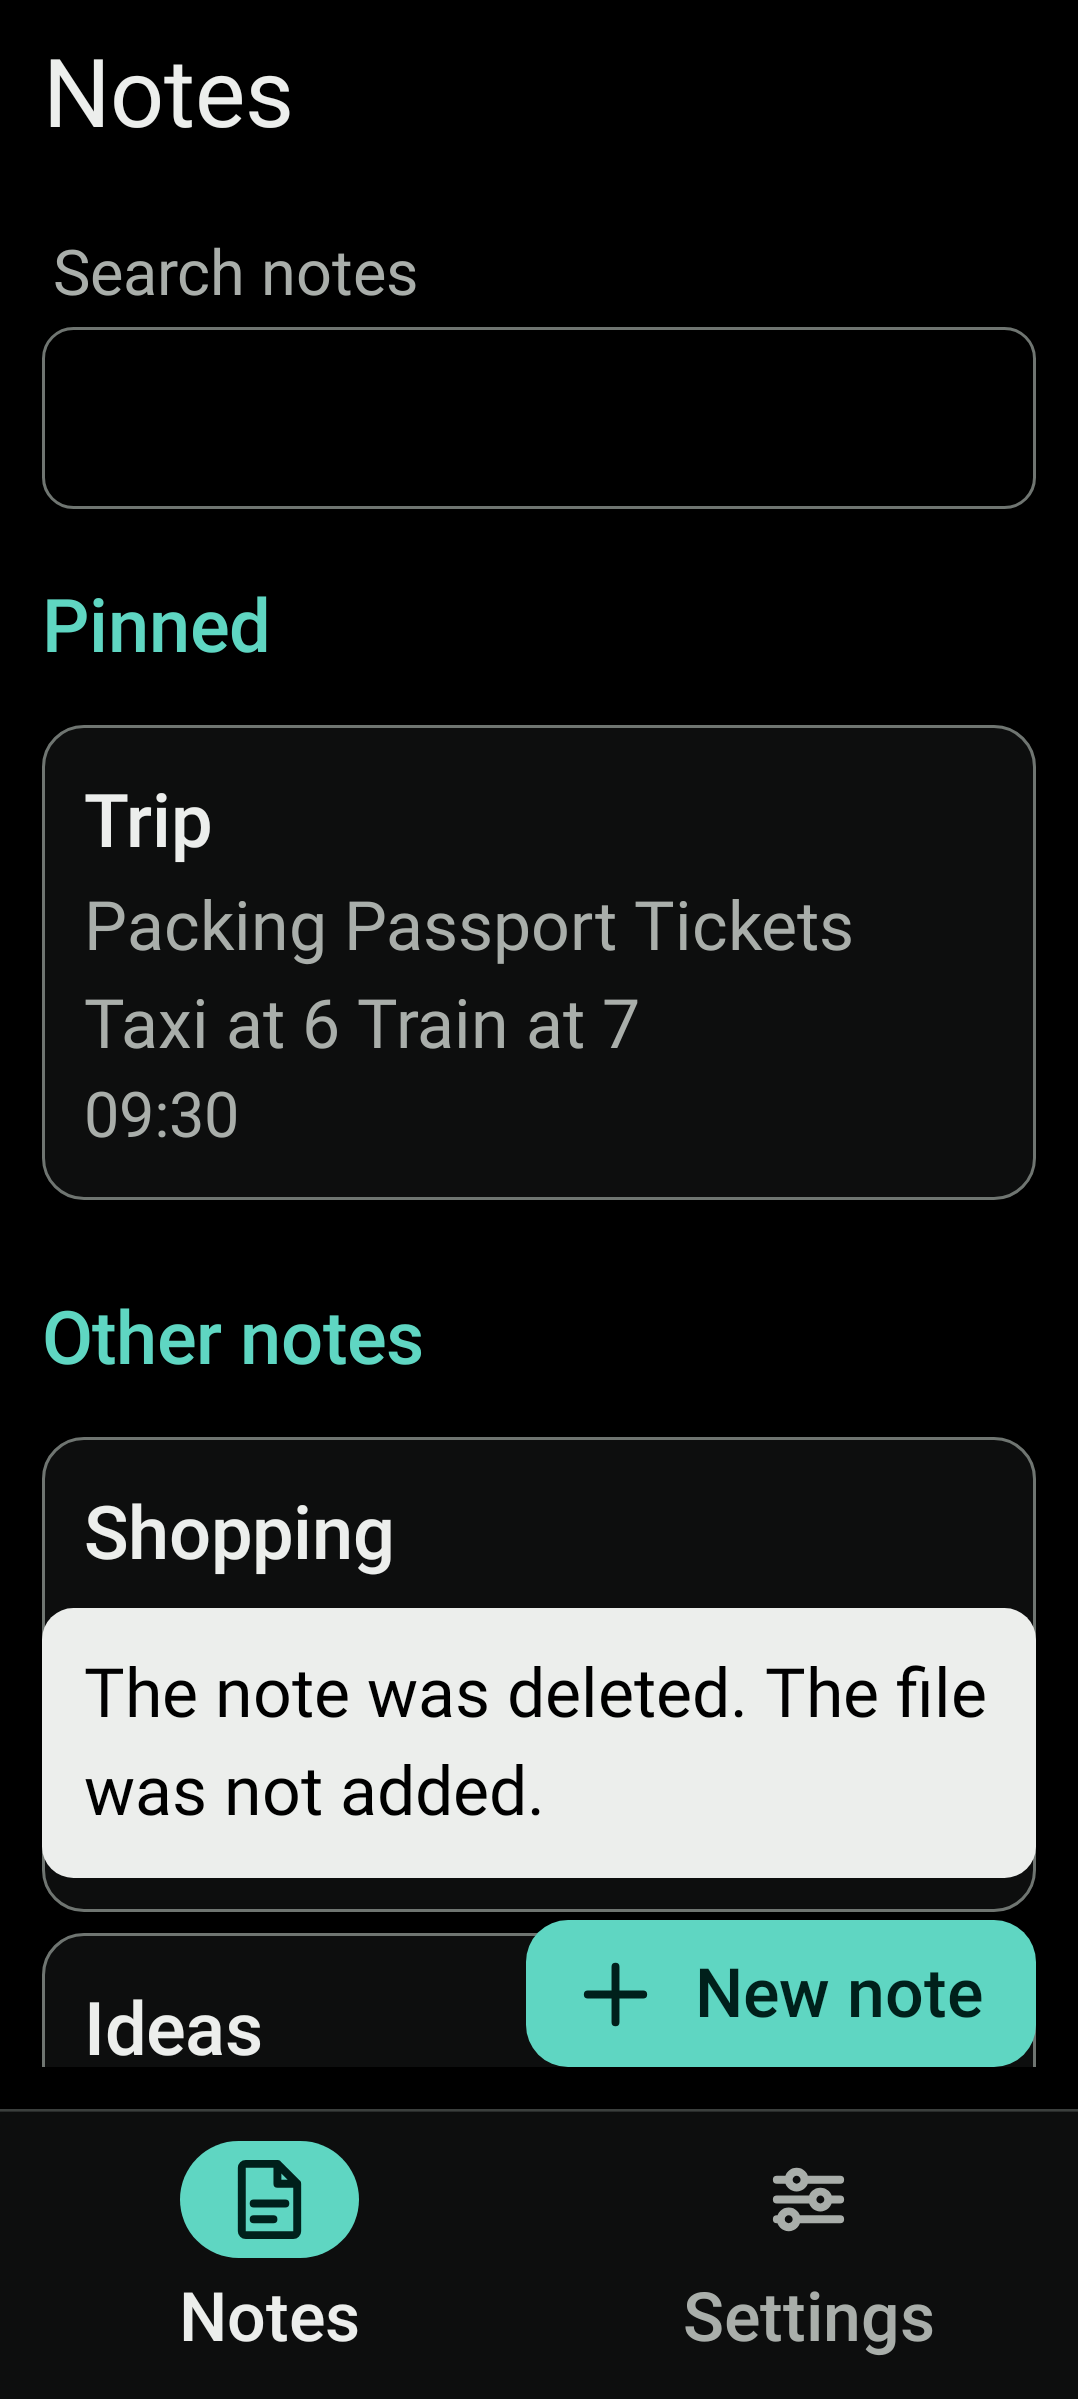 Notes
Search notes
Pinned
Trip
Packing Passport Tickets
Taxi at 6 Train at 7
09:30
Other notes
Shopping
The note was deleted. The file
was not added.
Ideas
New note
Notes
Settings